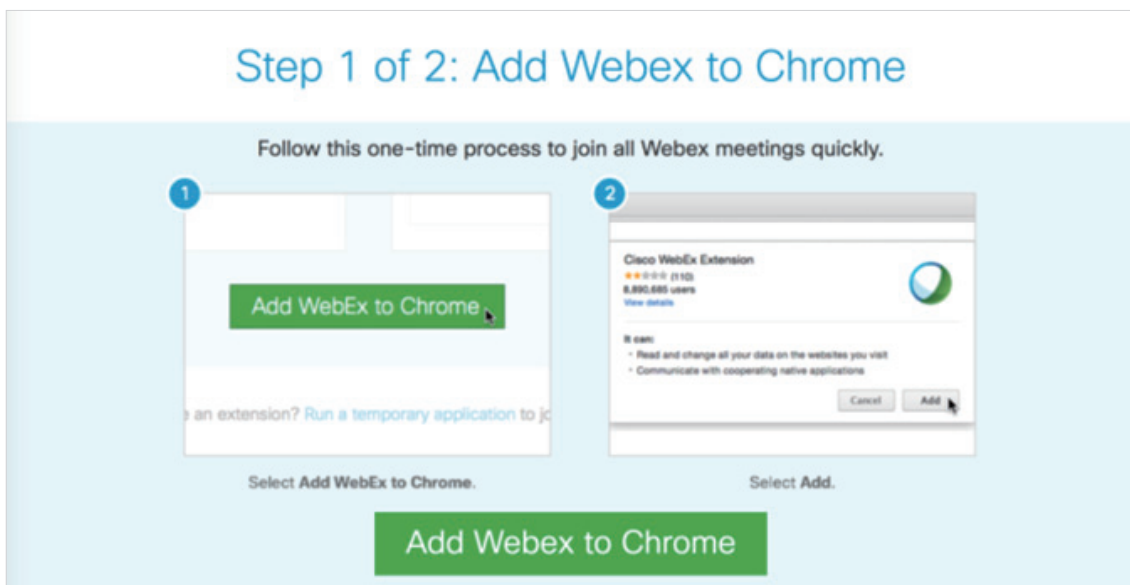 Step 1 of 2: Add Webex to Chrome
Follow this one-time process to join all Webex meetings quickly.
1
Add WebEx to Chrome
an extension? Run a temporary application to jo
Select Add WebEx to Chrome.
2
Cisco WebEx Extension
(110)
8,890,685 users
View details
It can:
• Read and change all your data on the websites you visit
• Communicate with cooperating native applications
Cancel Add
Select Add.
Add Webex to Chrome